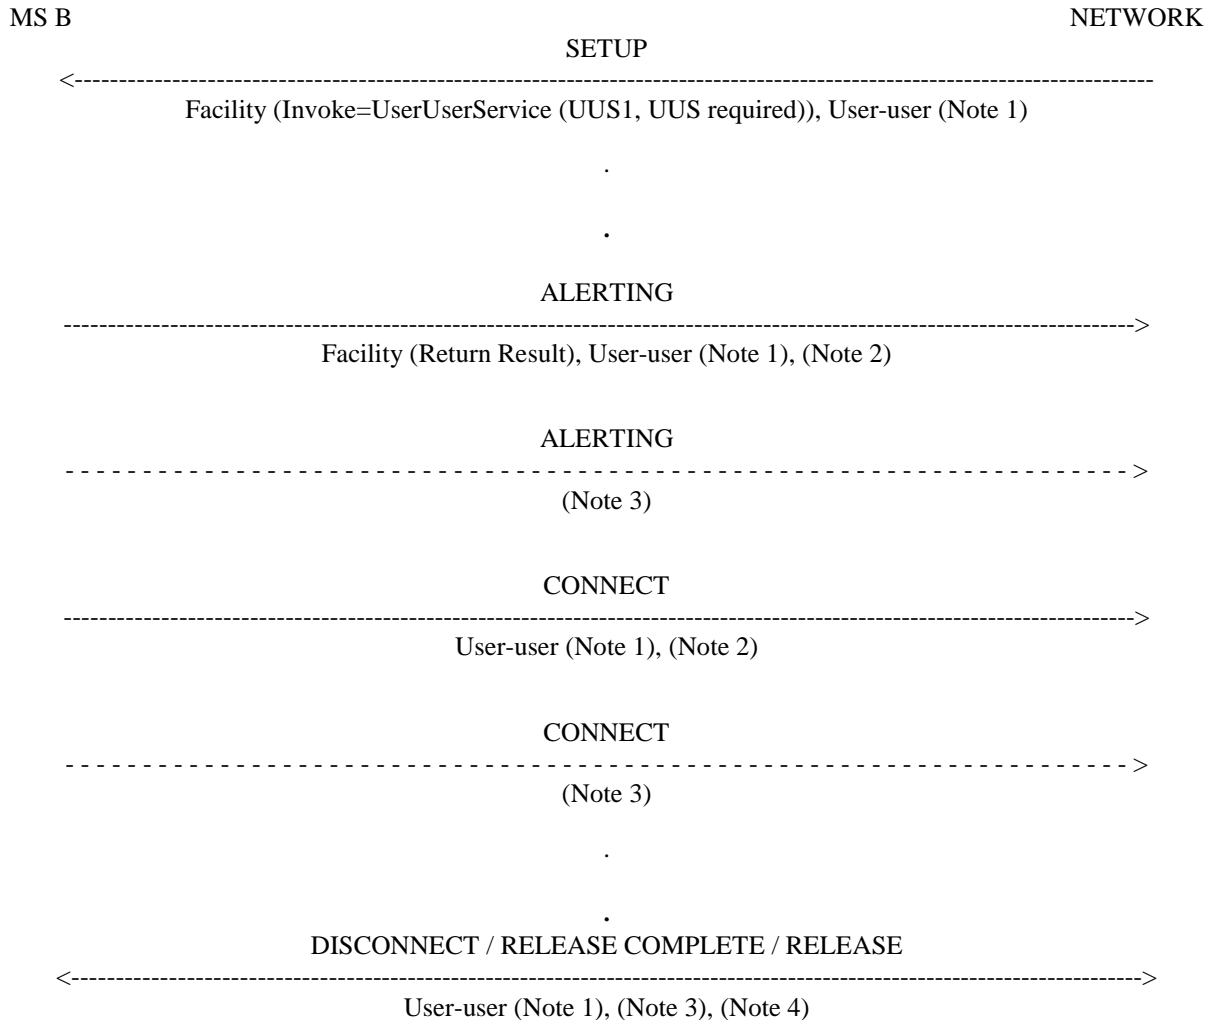 MS B NETWORK
SETUP
<--------------------------------------------------------------------------------------------------------------------------
Facility (Invoke=UserUserService (UUS1, UUS required)), User-user (Note 1)
.
.
ALERTING
------------------------------------------------------------------------------------------------------------------------->
Facility (Return Result), User-user (Note 1), (Note 2)
ALERTING
- - - - - - - - - - - - - - - - - - - - - - - - - - - - - - - - - - - - - - - - - - - - - - - - - - - - - - - - - - - - - - - - - - - - - >
(Note 3)
CONNECT
------------------------------------------------------------------------------------------------------------------------->
User-user (Note 1), (Note 2)
CONNECT
- - - - - - - - - - - - - - - - - - - - - - - - - - - - - - - - - - - - - - - - - - - - - - - - - - - - - - - - - - - - - - - - - - - - - >
(Note 3)
.
.
DISCONNECT / RELEASE COMPLETE / RELEASE
<------------------------------------------------------------------------------------------------------------------------->
User-user (Note 1), (Note 3), (Note 4)